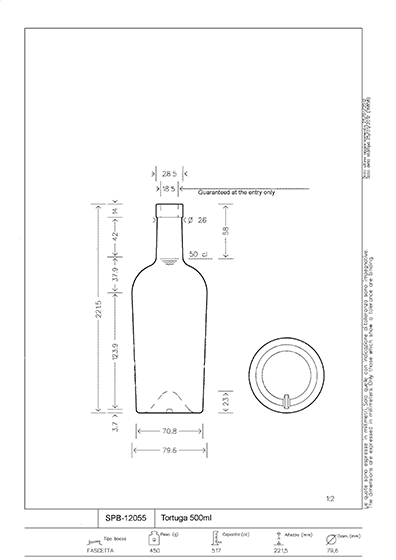 28.5
18.5
Guaranteed at the entry only
14
Ø 26
42
58
50 cl
37.9
221.5
123.9
23
3.7
70.8
79.6
Le quote sono espresse in millimetri. Solo quelle con indicazione di tolleranza sono impegnative.
The dimensions are expressed in millimeters. Only those which show a tolerance are binding
1:2
SPB-12055 Tortuga 500ml
Tipo bocca Peso (g) Capacita (cc) Altezza (mm) Diam. (mm)
FASCETTA 450 517 221,5 79,6